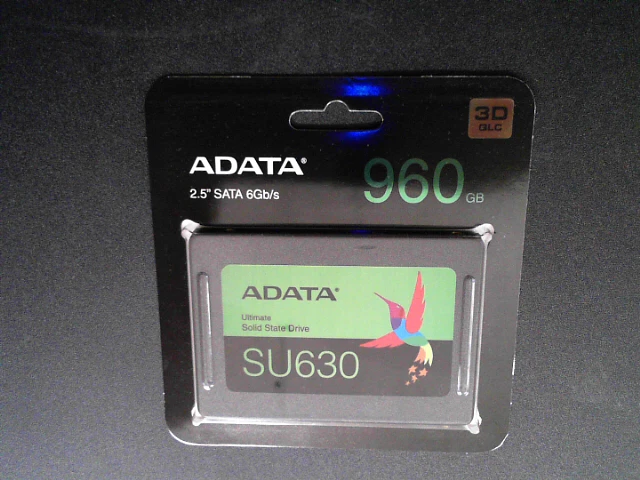 3D
QLC
ADATA®
960 GB
2.5" SATA 6Gb/s
ADATA®
Ultimate
Solid State Drive
SU630